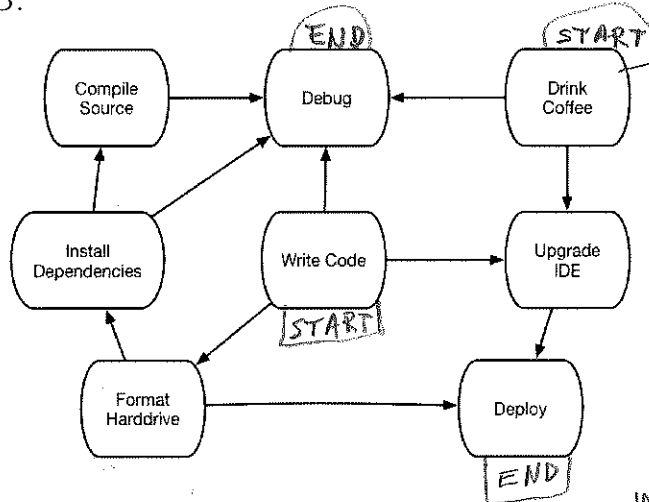 3.
END
START
Compile
Source
Debug
Drink
Coffee
Install
Dependencies
Write Code
Upgrade
IDE
START
Format
Harddrive
Deploy
END